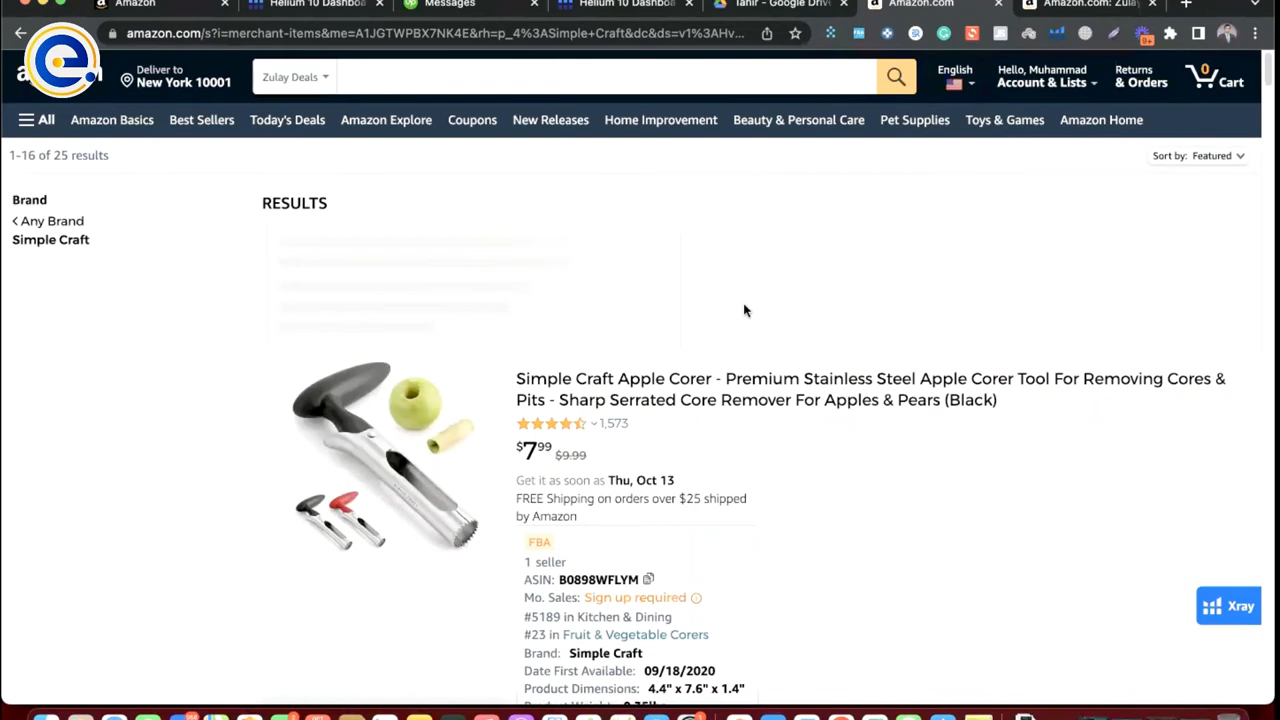 Amazon
Helium 10 Dashboa
Messages
Helium 10 Dashboa
Tahir - Google Driv
Amazon.com
Amazon.com: Zulay
amazon.com/s?i=merchant-items&me=A1JGTWPBX7NK4E&rh=p_4%3ASimple+Craft&dc&ds=v1%3AHv...
Deliver to
New York 10001
Zulay Deals
English
Hello, Muhammad
Account & Lists
Returns
& Orders
0
Cart
All
Amazon Basics
Best Sellers
Today's Deals
Amazon Explore
Coupons
New Releases
Home Improvement
Beauty & Personal Care
Pet Supplies
Toys & Games
Amazon Home
1-16 of 25 results
Sort by: Featured
Brand
Any Brand
Simple Craft
RESULTS
Simple Craft Apple Corer - Premium Stainless Steel Apple Corer Tool For Removing Cores &
Pits - Sharp Serrated Core Remover For Apples & Pears (Black)
1,573
$7.99 $9.99
Get it as soon as Thu, Oct 13
FREE Shipping on orders over $25 shipped
by Amazon
FBA
1 seller
ASIN: B0898WFLYM
Mo. Sales: Sign up required
#5189 in Kitchen & Dining
#23 in Fruit & Vegetable Corers
Brand: Simple Craft
Date First Available: 09/18/2020
Product Dimensions: 4.4" x 7.6" x 1.4"
Xray